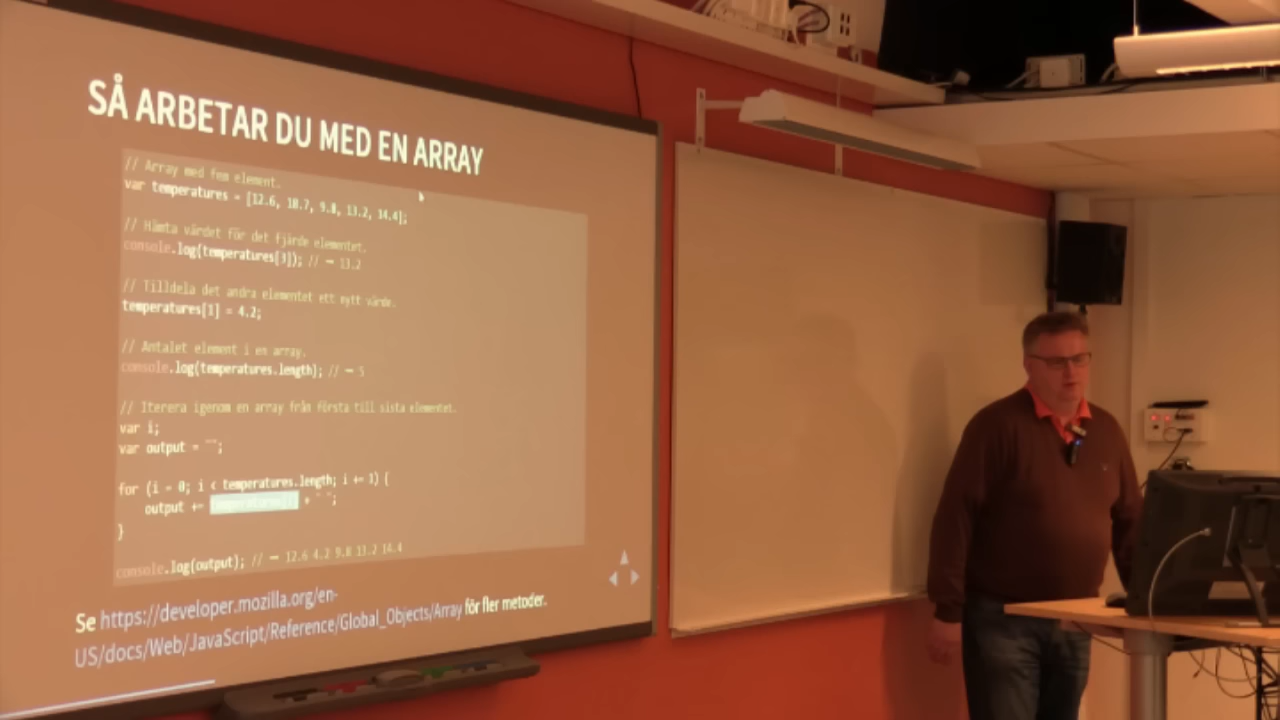 SÅ ARBETAR DU MED EN ARRAY
// Array med fem element.
var temperatures = [12.6, 10.7, 9.8, 13.2, 14.4];
// Hämta värdet för det fjärde elementet.
console.log(temperatures[3]); // ➞ 13.2
// Tilldela det andra elementet ett nytt värde.
temperatures[1] = 4.2;
// Antalet element i en array.
console.log(temperatures.length); // ➞ 5
// Iterera igenom en array från första till sista elementet.
var i;
var output = "";
for (i = 0; i < temperatures.length; i += 1) {
output += temperatures[i] + " ";
}
console.log(output); // ➞ 12.6 4.2 9.8 13.2 14.4
Se https://developer.mozilla.org/en-
US/docs/Web/JavaScript/Reference/Global_Objects/Array för fler metoder.